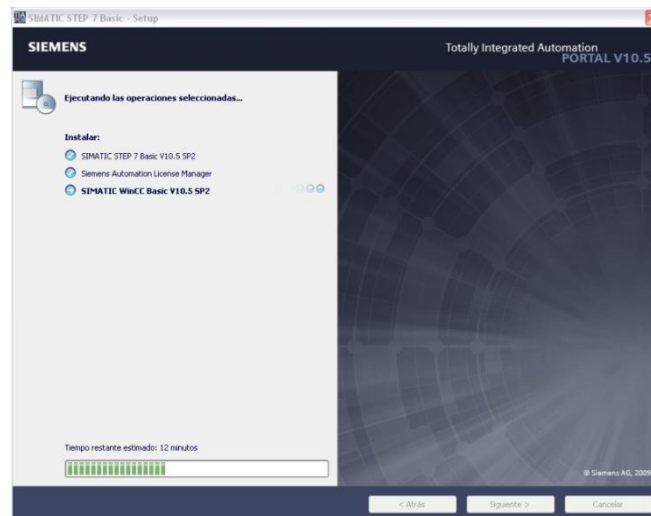 SIMATIC STEP 7 Basic - Setup
SIEMENS
Totally Integrated Automation
PORTAL V10.5
Ejecutando las operaciones seleccionadas...
Instalar:
SIMATIC STEP 7 Basic V10.5 SP2
Siemens Automation License Manager
SIMATIC WinCC Basic V10.5 SP2
Tiempo restante estimado: 12 minutos
© Siemens AG, 2009
< Atrás
Siguiente >
Cancelar